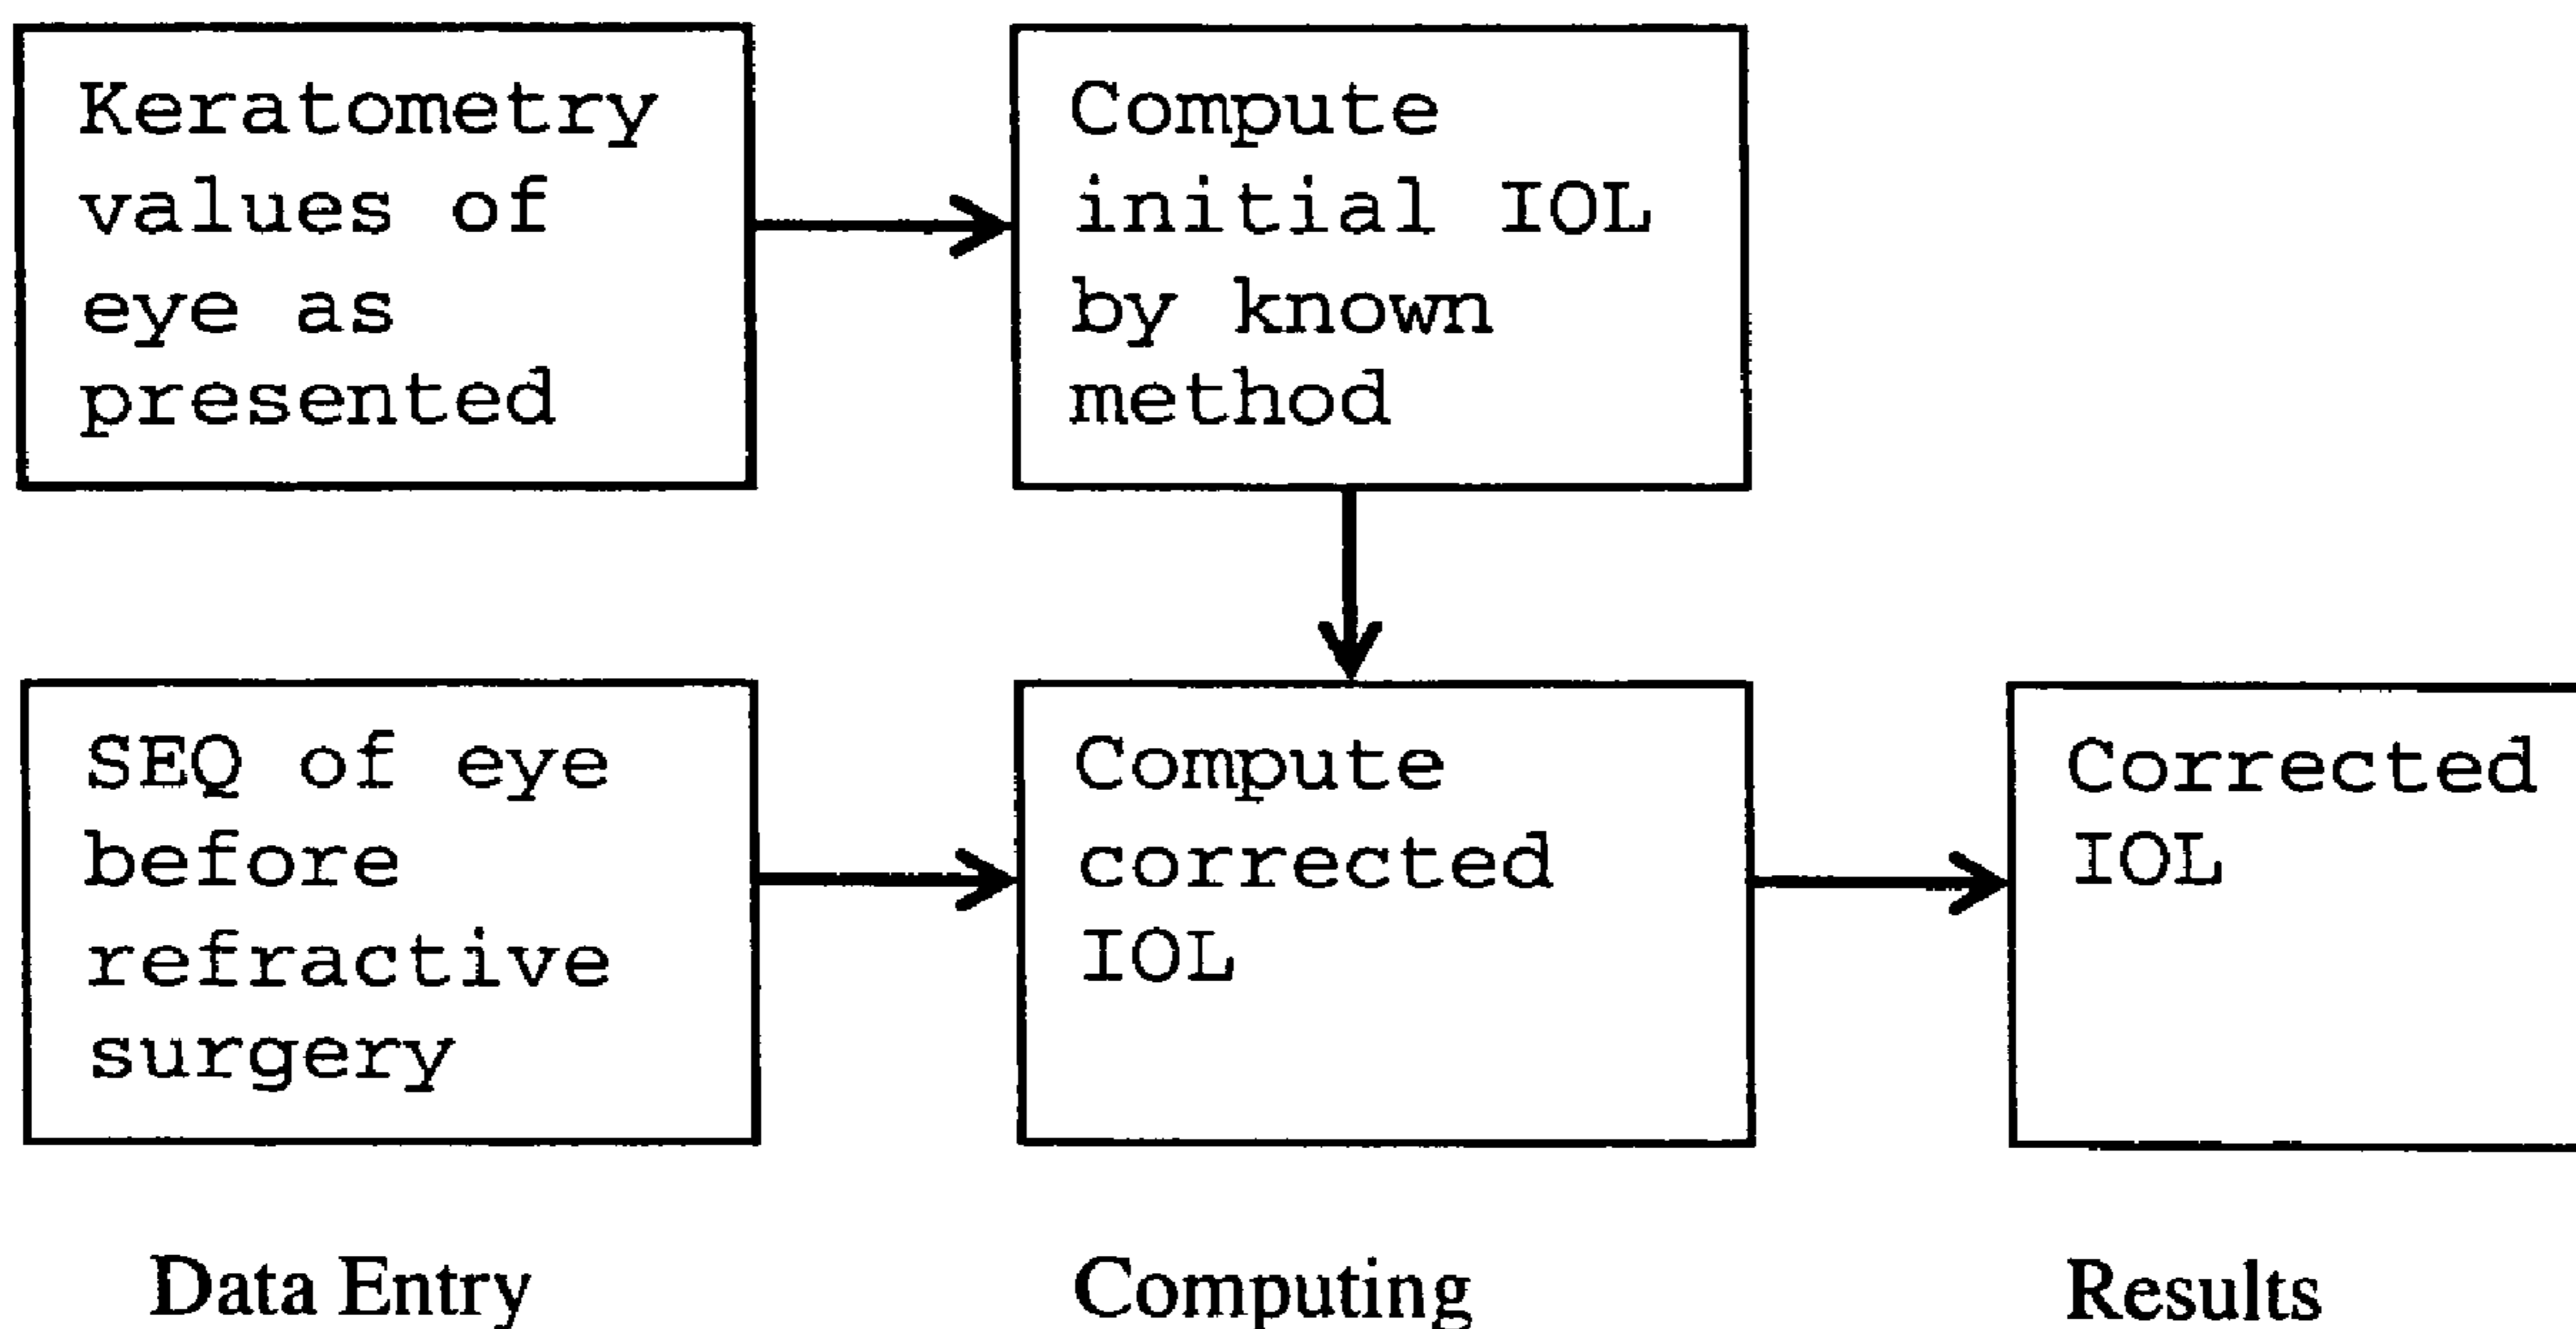 Keratometry
values of
eye as
presented
Compute
initial IOL
by known
method
SEQ of eye
before
refractive
surgery
Compute
corrected
IOL
Corrected
IOL
Data Entry
Computing
Results